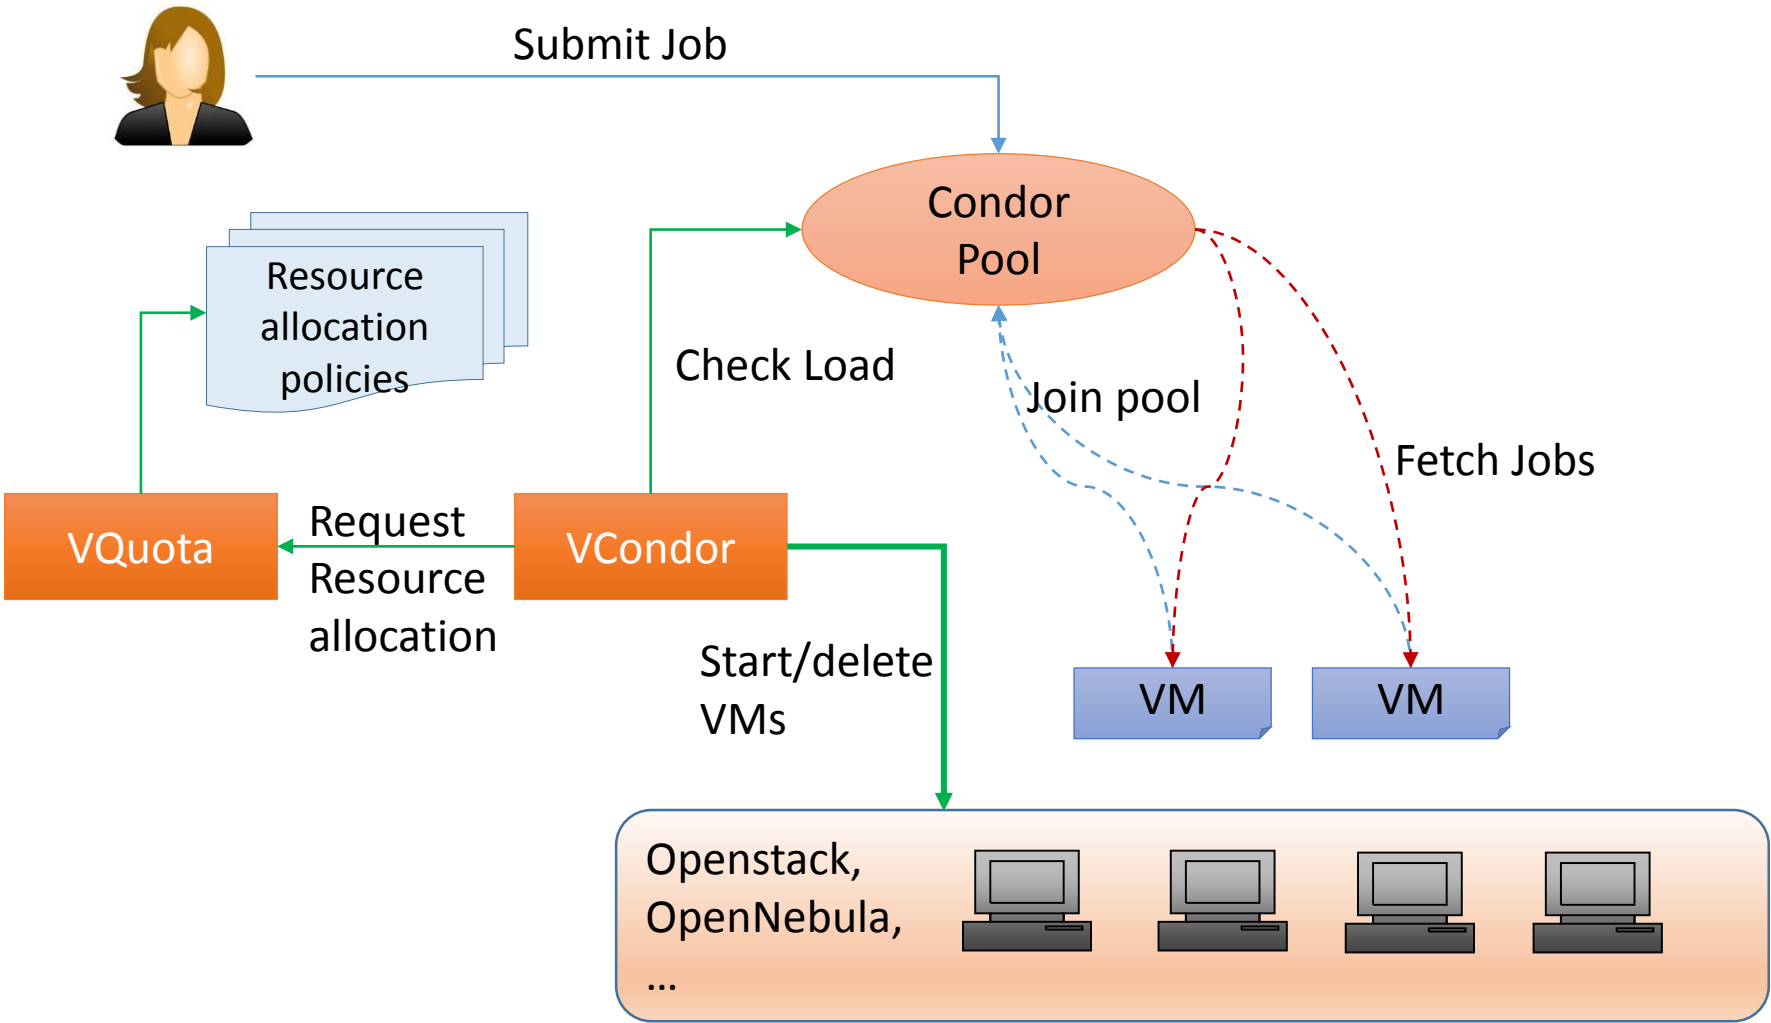 Submit Job
Condor
Pool
Resource
allocation
policies
Check Load
Join pool
Fetch Jobs
VQuota
Request
Resource
allocation
VCondor
Start/delete
VMs
VM
VM
Openstack,
OpenNebula,
...